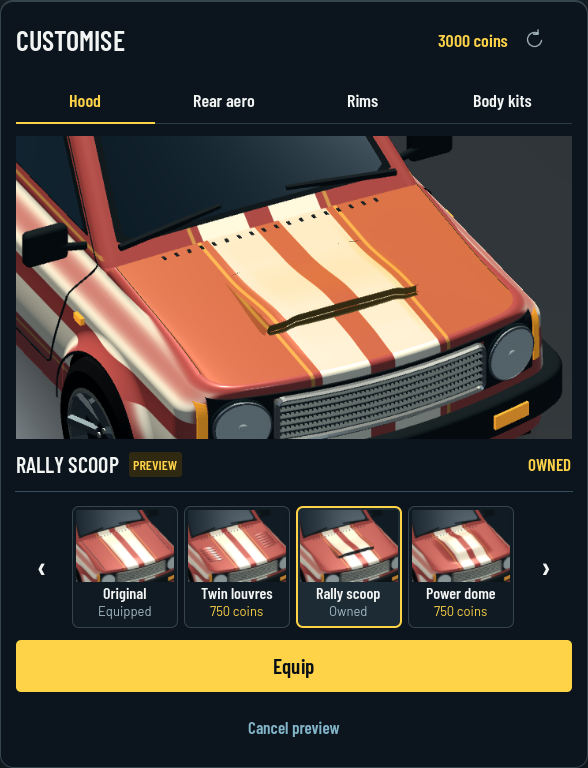 CUSTOMISE
3000 coins
Hood
Rear aero
Rims
Body kits
RALLY SCOOP
PREVIEW
OWNED
Original
Equipped
Twin louvres
750 coins
Rally scoop
Owned
Power dome
750 coins
Equip
Cancel preview